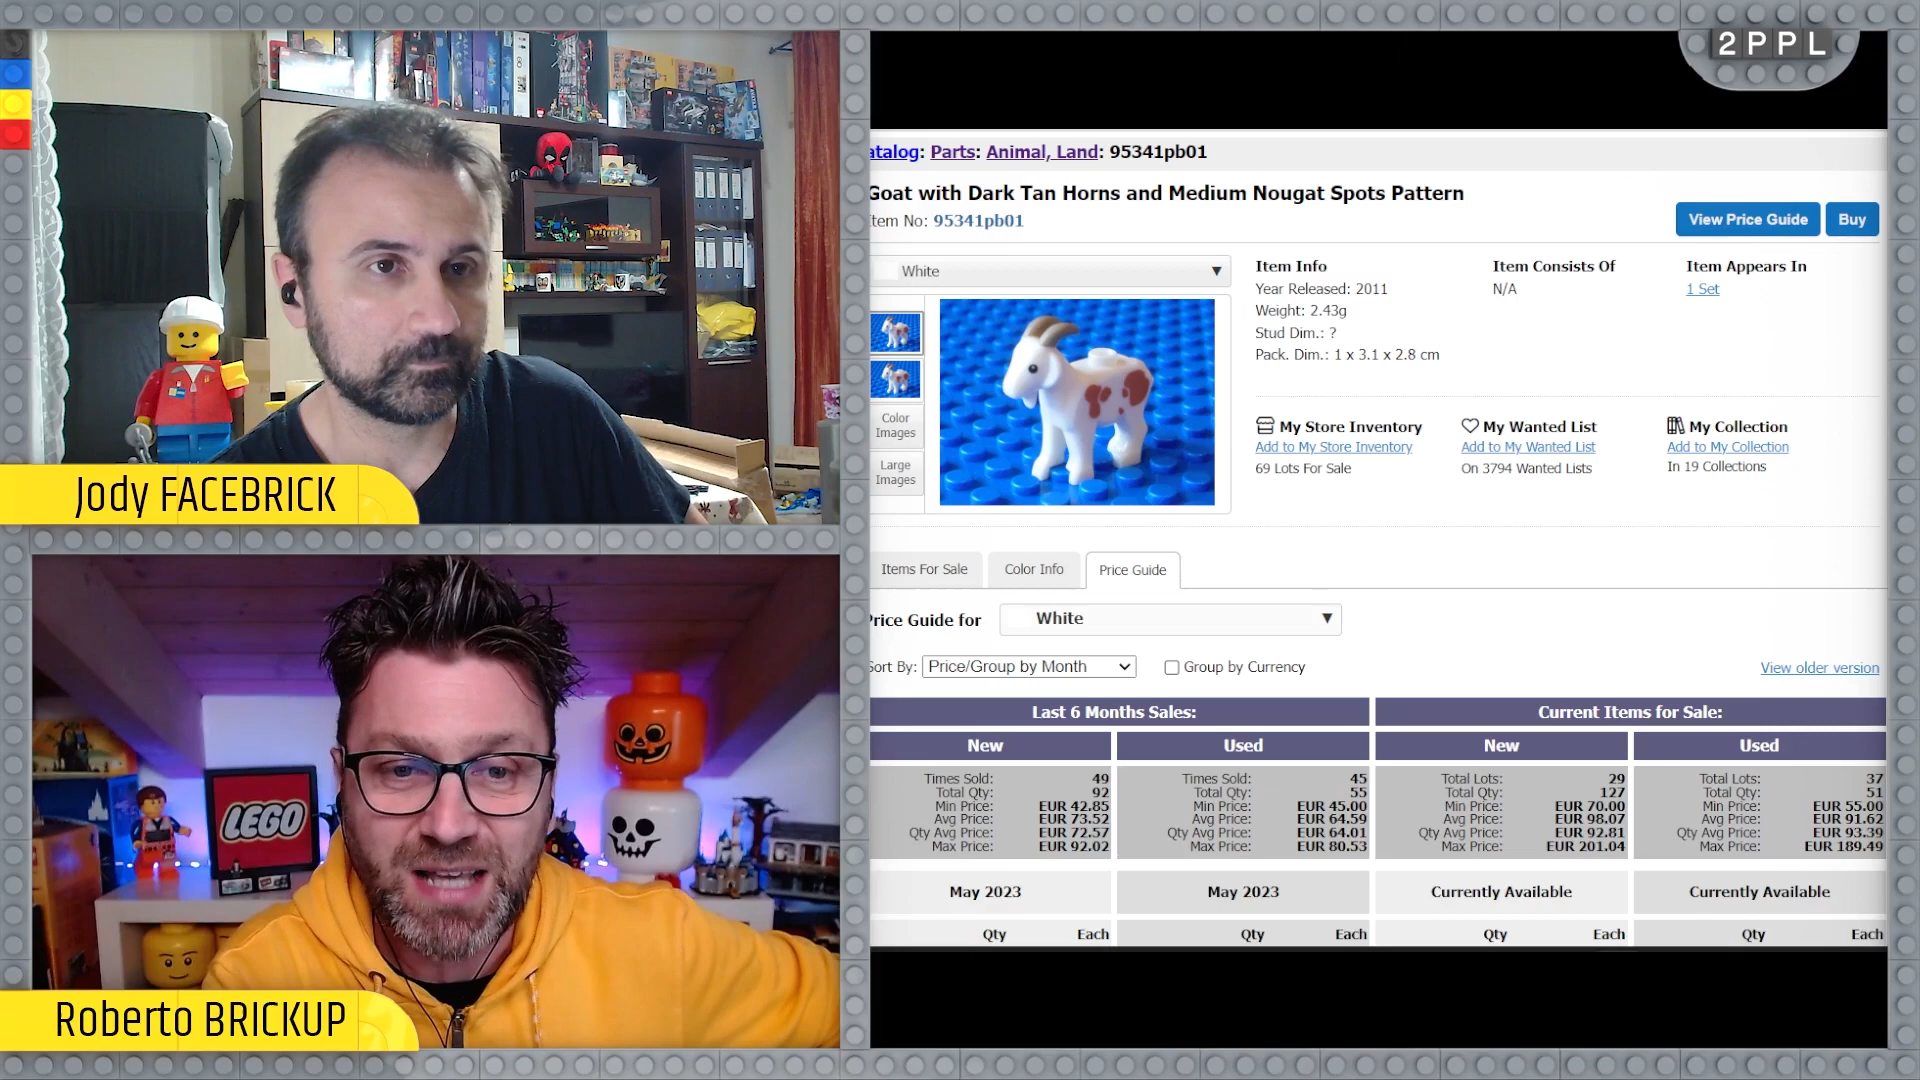 2PPL
atalog: Parts: Animal, Land: 95341pb01
Goat with Dark Tan Horns and Medium Nougat Spots Pattern
Item No: 95341pb01
View Price Guide
Buy
White
Color Images
Large Images
Item Info
Year Released: 2011
Weight: 2.43g
Stud Dim.: ?
Pack. Dim.: 1 x 3.1 x 2.8 cm
Item Consists Of
N/A
Item Appears In
1 Set
My Store Inventory
Add to My Store Inventory
69 Lots For Sale
My Wanted List
Add to My Wanted List
On 3794 Wanted Lists
My Collection
Add to My Collection
In 19 Collections
Items For Sale
Color Info
Price Guide
Price Guide for
White
Sort By: Price/Group by Month
Group by Currency
View older version
Last 6 Months Sales:
Current Items for Sale:
New
Used
New
Used
Times Sold: 49
Total Qty: 92
Min Price: EUR 42.85
Avg Price: EUR 73.52
Qty Avg Price: EUR 72.57
Max Price: EUR 92.02
Times Sold: 45
Total Qty: 55
Min Price: EUR 45.00
Avg Price: EUR 64.59
Qty Avg Price: EUR 64.01
Max Price: EUR 80.53
Total Lots: 29
Total Qty: 127
Min Price: EUR 70.00
Avg Price: EUR 98.07
Qty Avg Price: EUR 92.81
Max Price: EUR 201.04
Total Lots: 37
Total Qty: 51
Min Price: EUR 55.00
Avg Price: EUR 91.62
Qty Avg Price: EUR 93.39
Max Price: EUR 189.49
May 2023
May 2023
Currently Available
Currently Available
Qty Each
Qty Each
Qty Each
Qty Each
Jody FACEBRICK
LEGO
Roberto BRICKUP